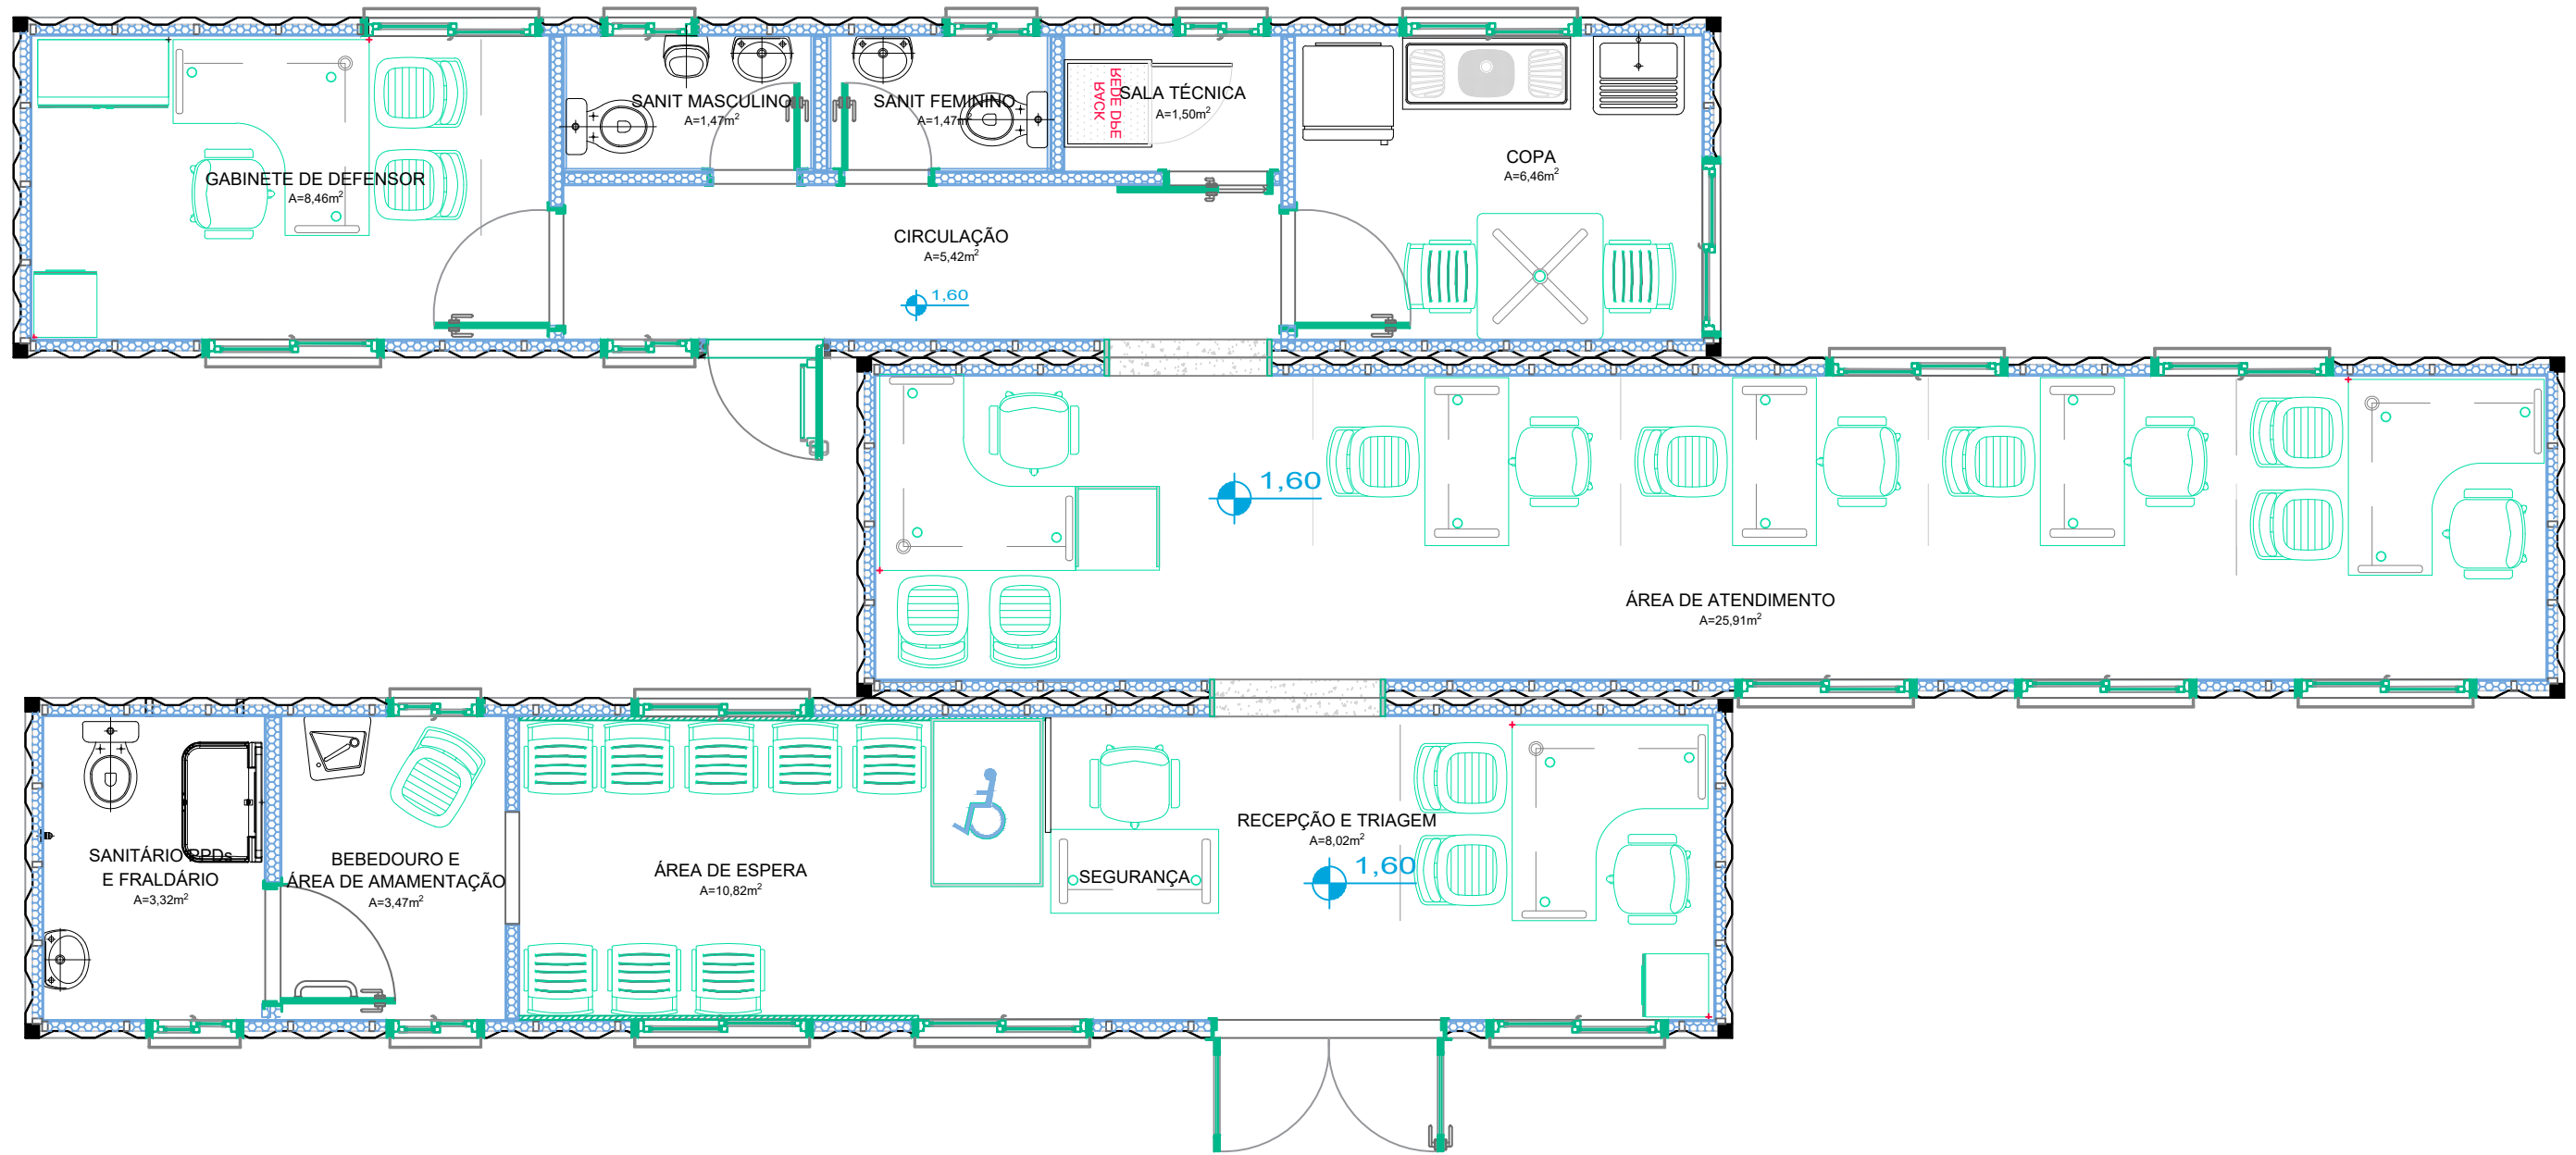 GABINETE DE DEFENSOR
A=8,46m²
SANIT MASCULINO
A=1,47m²
SANIT FEMININO
A=1,47m²
REDE DPE
RACK
SALA TÉCNICA
A=1,50m²
COPA
A=6,46m²
CIRCULAÇÃO
A=5,42m²
1,60
1,60
ÁREA DE ATENDIMENTO
A=25,91m²
SANITÁRIO PPDs
E FRALDÁRIO
A=3,32m²
BEBEDOURO E
ÁREA DE AMAMENTAÇÃO
A=3,47m²
ÁREA DE ESPERA
A=10,82m²
SEGURANÇA
RECEPÇÃO E TRIAGEM
A=8,02m²
1,60